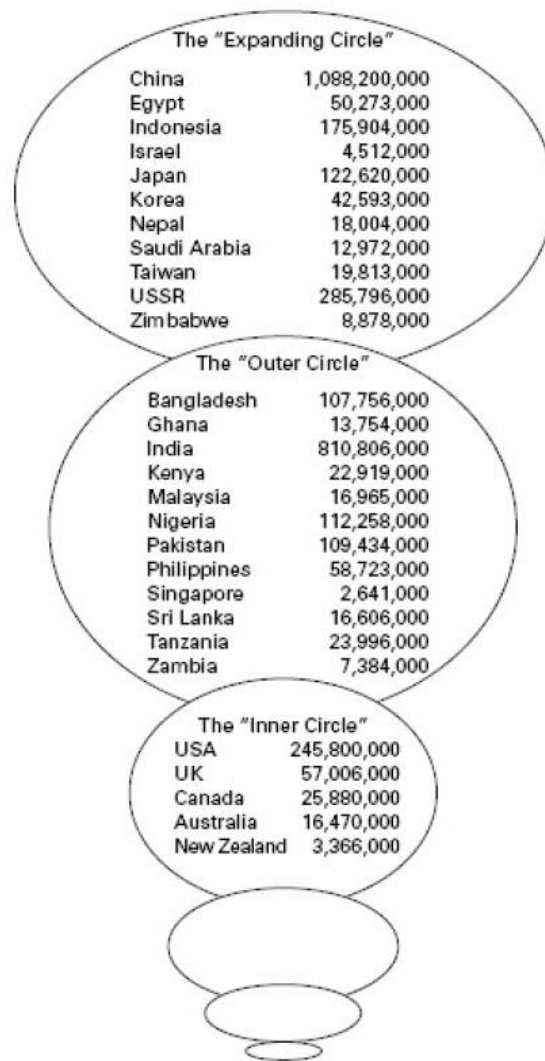 The "Expanding Circle"
China 1,088,200,000
Egypt 50,273,000
Indonesia 175,904,000
Israel 4,512,000
Japan 122,620,000
Korea 42,593,000
Nepal 18,004,000
Saudi Arabia 12,972,000
Taiwan 19,813,000
USSR 285,796,000
Zimbabwe 8,878,000
The "Outer Circle"
Bangladesh 107,756,000
Ghana 13,754,000
India 810,806,000
Kenya 22,919,000
Malaysia 16,965,000
Nigeria 112,258,000
Pakistan 109,434,000
Philippines 58,723,000
Singapore 2,641,000
Sri Lanka 16,606,000
Tanzania 23,996,000
Zambia 7,384,000
The "Inner Circle"
USA 245,800,000
UK 57,006,000
Canada 25,880,000
Australia 16,470,000
New Zealand 3,366,000